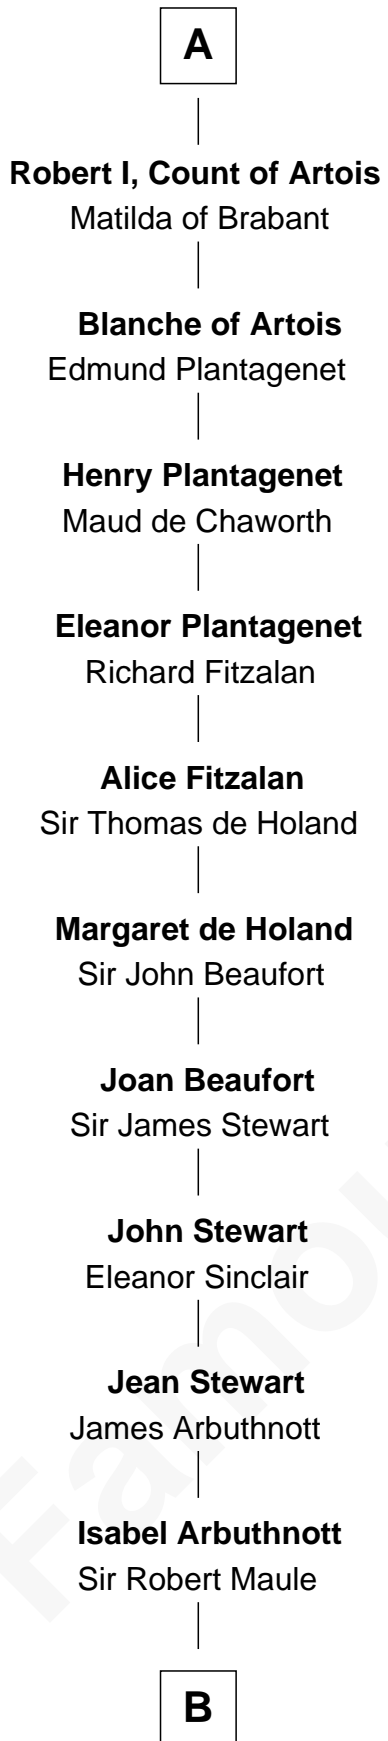 A
Robert I, Count of Artois
Matilda of Brabant
Blanche of Artois
Edmund Plantagenet
Henry Plantagenet
Maud de Chaworth
Eleanor Plantagenet
Richard Fitzalan
Alice Fitzalan
Sir Thomas de Holand
Margaret de Holand
Sir John Beaufort
Joan Beaufort
Sir James Stewart
John Stewart
Eleanor Sinclair
Jean Stewart
James Arbuthnott
Isabel Arbuthnott
Sir Robert Maule
B